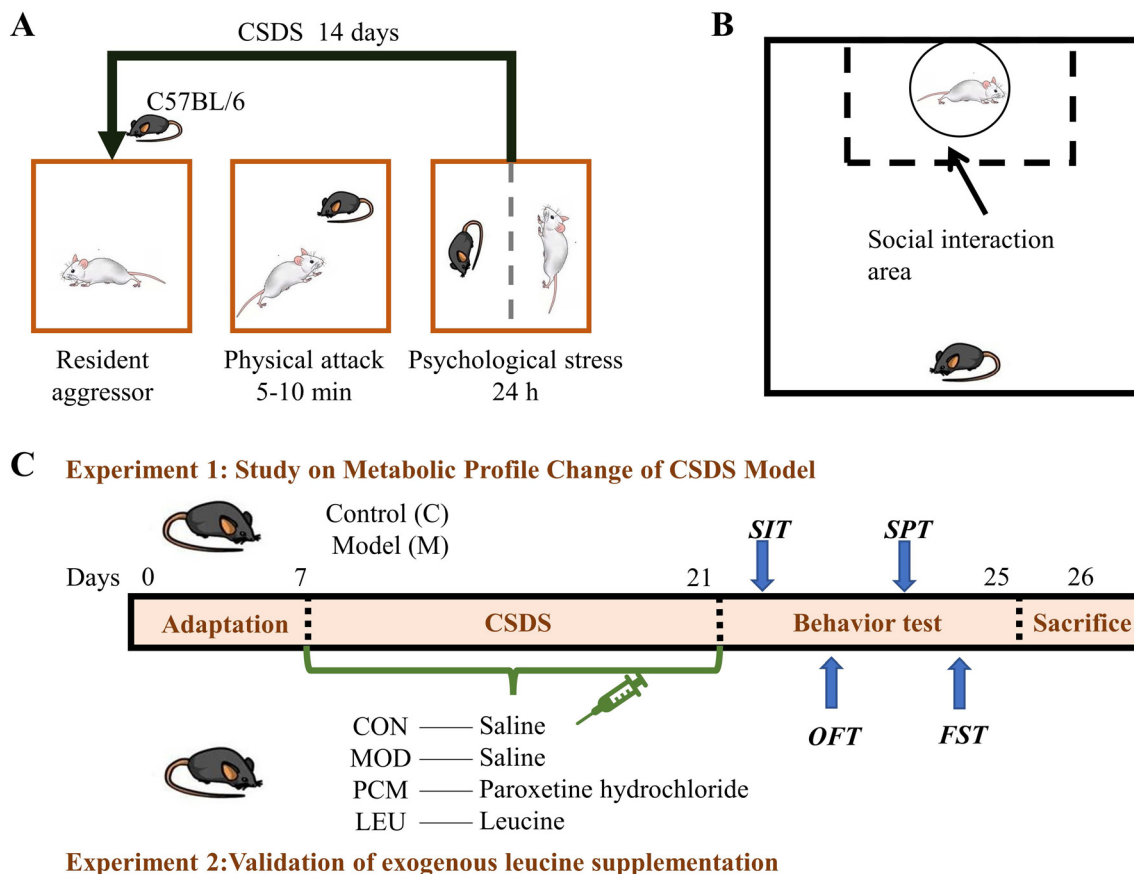 A
CSDS 14 days
C57BL/6
Resident
aggressor
Physical attack
5-10 min
Psychological stress
24 h
B
Social interaction
area
C
Experiment 1: Study on Metabolic Profile Change of CSDS Model
Control (C)
Model (M)
SIT
SPT
Days 0 7 21 25 26
Adaptation CSDS Behavior test Sacrifice
OFT
FST
CON —— Saline
MOD —— Saline
PCM —— Paroxetine hydrochloride
LEU —— Leucine
Experiment 2:Validation of exogenous leucine supplementation